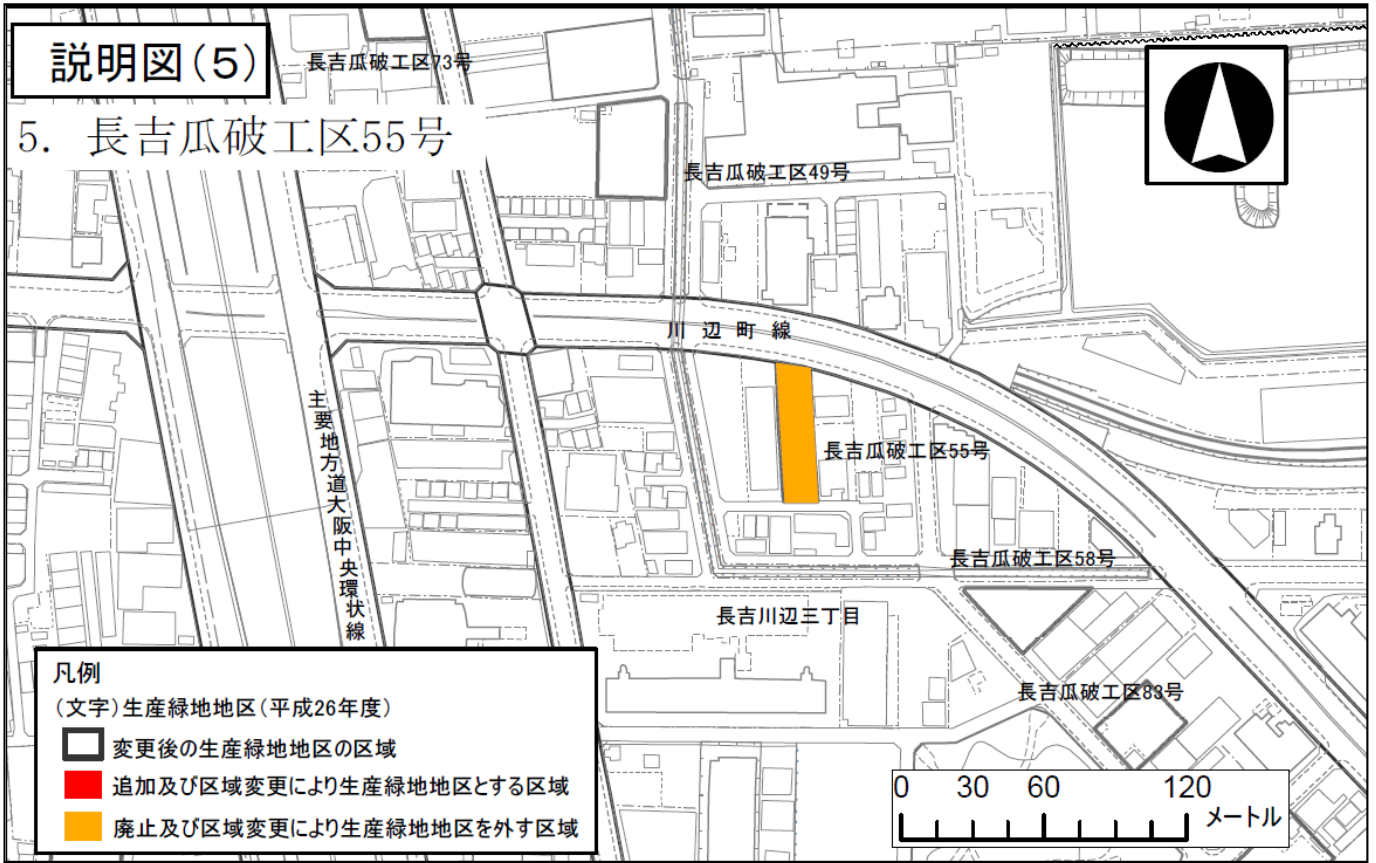 説明図(5)
5. 長吉瓜破工区55号
長吉瓜破工区73号
長吉瓜破工区49号
川辺町線
主要地方道大阪中央環状線
長吉瓜破工区55号
長吉瓜破工区58号
長吉川辺三丁目
長吉瓜破工区83号
凡例
(文字)生産緑地地区(平成26年度)
変更後の生産緑地地区の区域
追加及び区域変更により生産緑地地区とする区域
廃止及び区域変更により生産緑地地区を外す区域
0 30 60 120
メートル